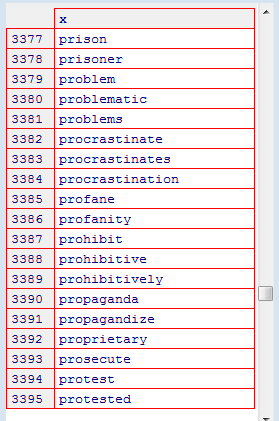 x
3377 prison
3378 prisoner
3379 problem
3380 problematic
3381 problems
3382 procrastinate
3383 procrastinates
3384 procrastination
3385 profane
3386 profanity
3387 prohibit
3388 prohibitive
3389 prohibitively
3390 propaganda
3391 propagandize
3392 proprietary
3393 prosecute
3394 protest
3395 protested